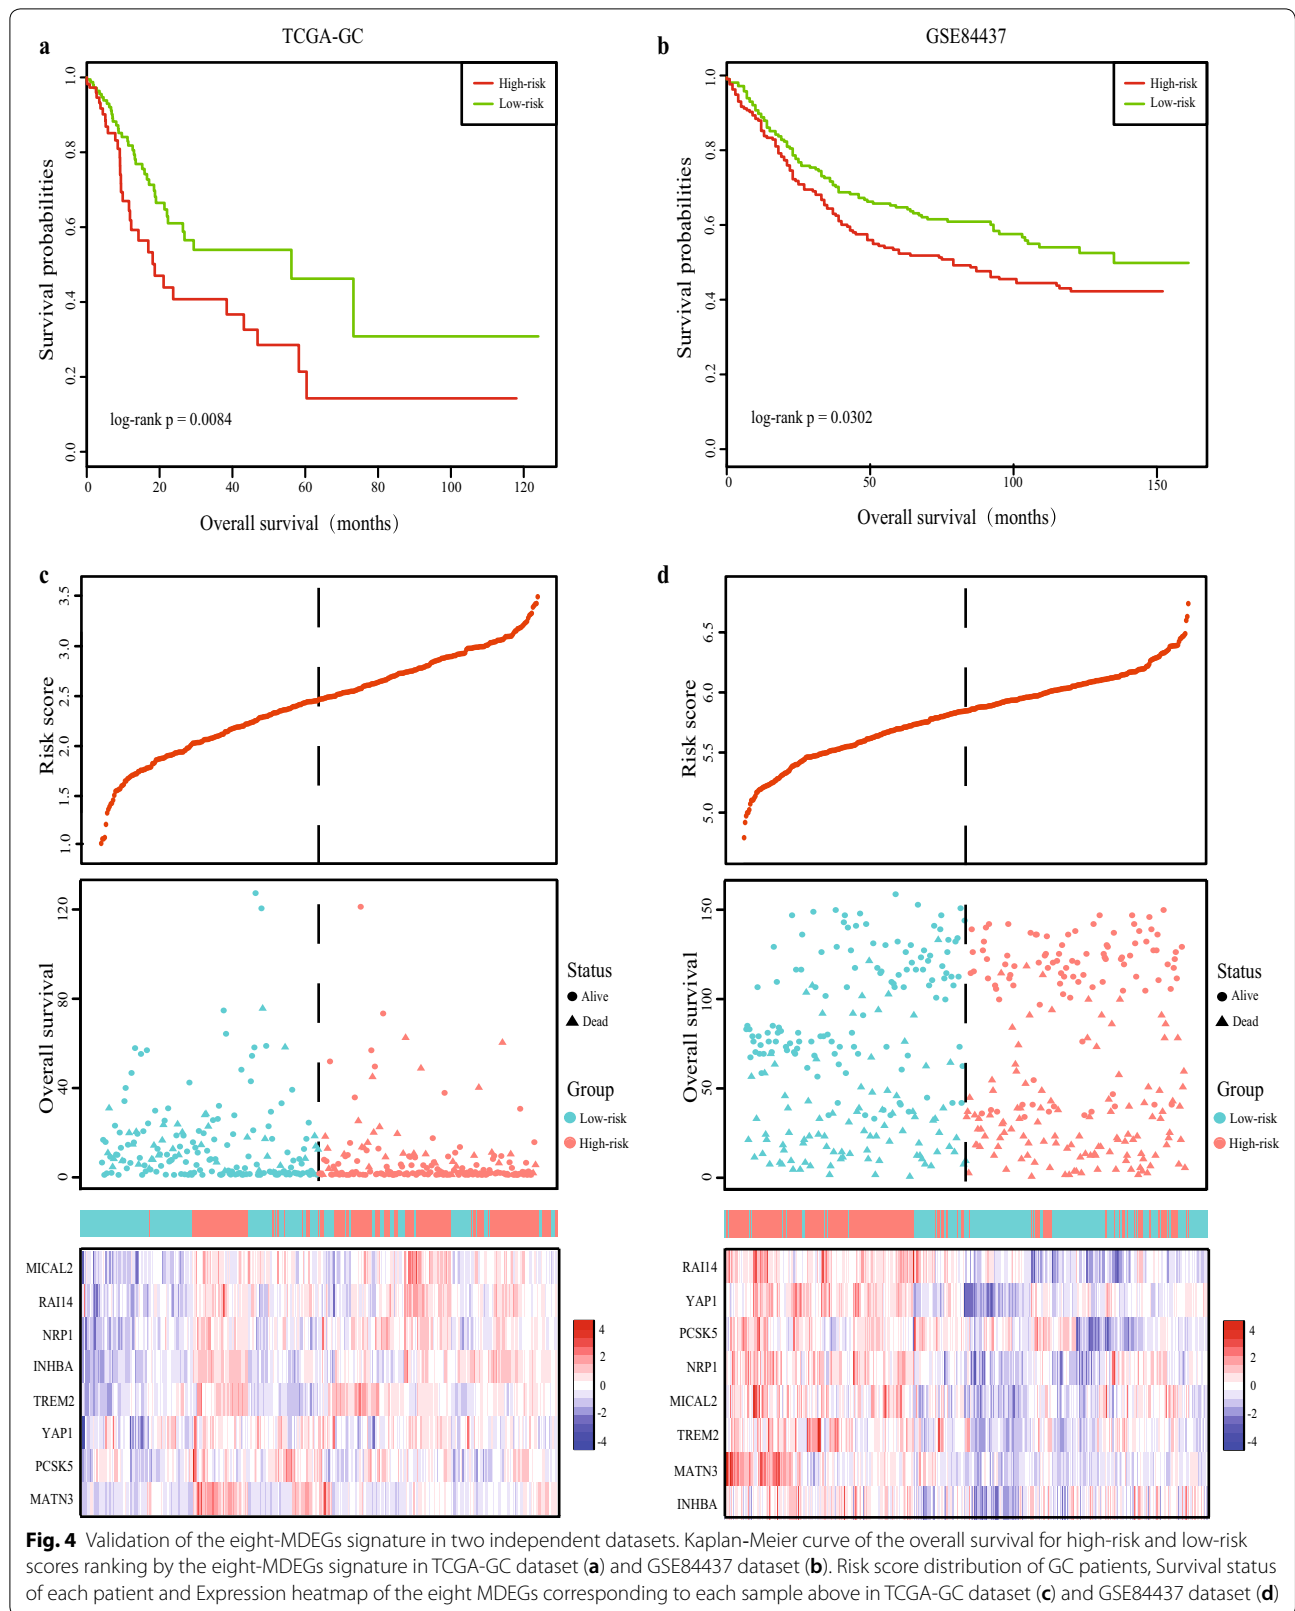 a
TCGA-GC
High-risk
Low-risk
Survival probabilities
1.0
0.8
0.6
0.4
0.2
0.0
log-rank p = 0.0084
0 20 40 60 80 100 120
Overall survival (months)
b
GSE84437
High-risk
Low-risk
Survival probabilities
1.0
0.8
0.6
0.4
0.2
0.0
log-rank p = 0.0302
0 50 100 150
Overall survival (months)
c
Risk score
3.5
3.0
2.5
2.0
1.5
1.0
Overall survival
120
80
40
0
Status
Alive
Dead
Group
Low-risk
High-risk
MICAL2
RAI14
NRP1
INHBA
TREM2
YAP1
PCSK5
MATN3
4
2
0
-2
-4
d
Risk score
6.5
6.0
5.5
5.0
Overall survival
150
100
50
0
Status
Alive
Dead
Group
Low-risk
High-risk
RAI14
YAP1
PCSK5
NRP1
MICAL2
TREM2
MATN3
INHBA
4
2
0
-2
-4
Fig. 4 Validation of the eight-MDEGs signature in two independent datasets. Kaplan-Meier curve of the overall survival for high-risk and low-risk
scores ranking by the eight-MDEGs signature in TCGA-GC dataset (a) and GSE84437 dataset (b). Risk score distribution of GC patients, Survival status
of each patient and Expression heatmap of the eight MDEGs corresponding to each sample above in TCGA-GC dataset (c) and GSE84437 dataset (d)